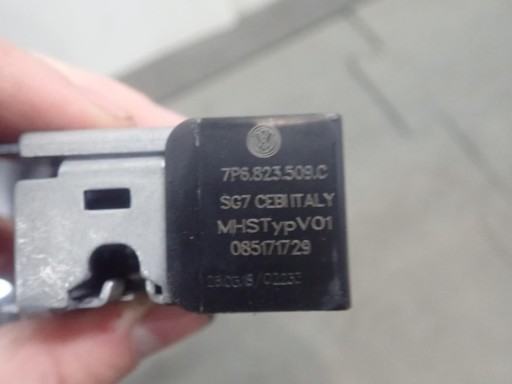 7P6.823.509.C
SG7 CEBI ITALY
MHSTypV01
085171729